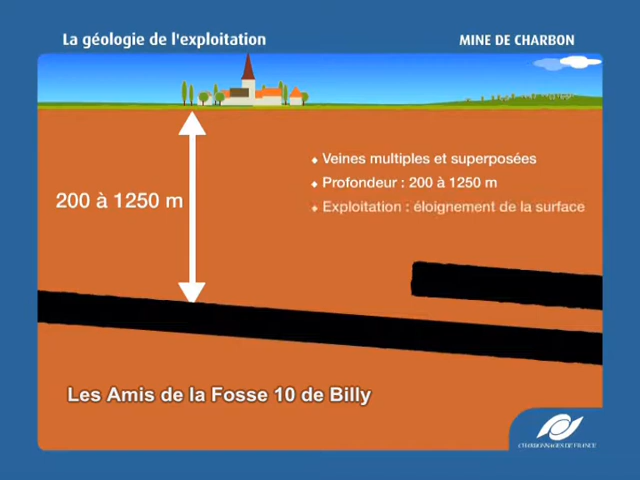 La géologie de l'exploitation
MINE DE CHARBON
♦ Veines multiples et superposées
♦ Profondeur : 200 à 1250 m
♦ Exploitation : éloignement de la surface
200 à 1250 m
Les Amis de la Fosse 10 de Billy
CHARBONNAGES DE FRANCE